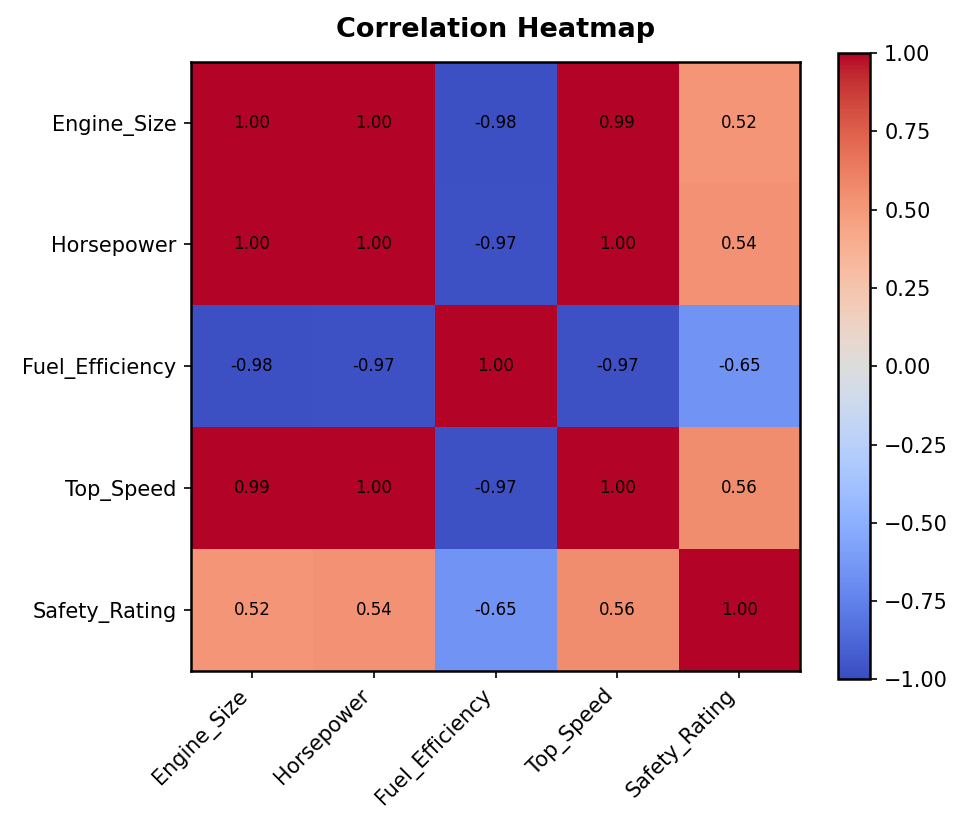 Correlation Heatmap
Engine_Size 1.00 1.00 -0.98 0.99 0.52
Horsepower 1.00 1.00 -0.97 1.00 0.54
Fuel_Efficiency -0.98 -0.97 1.00 -0.97 -0.65
Top_Speed 0.99 1.00 -0.97 1.00 0.56
Safety_Rating 0.52 0.54 -0.65 0.56 1.00
Engine_Size Horsepower Fuel_Efficiency Top_Speed Safety_Rating
1.00
0.75
0.50
0.25
0.00
−0.25
−0.50
−0.75
−1.00